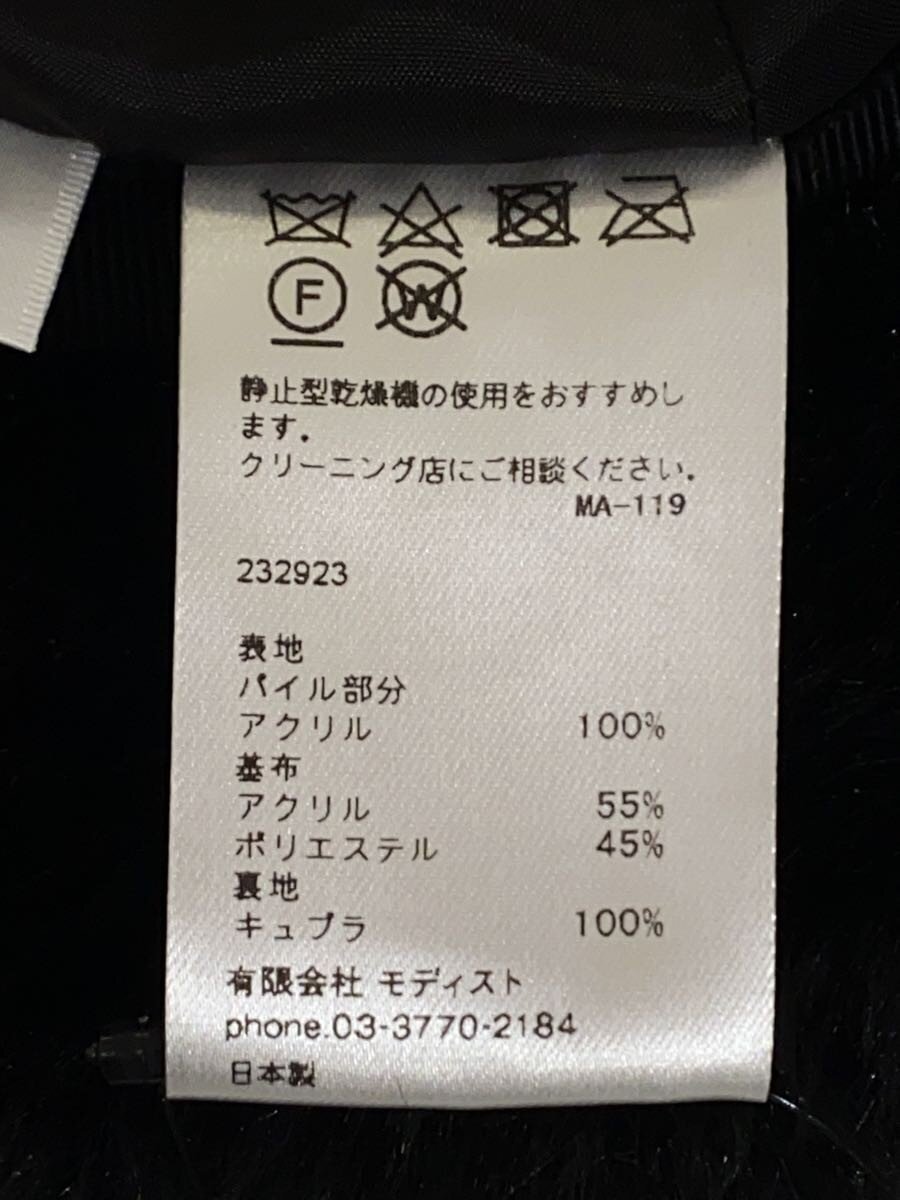 F W
静止型乾燥機の使用をおすすめし
ます.
クリーニング店にご相談ください.
MA-119
232923
表地
パイル部分
アクリル 100%
基布
アクリル 55%
ポリエステル 45%
裏地
キュプラ 100%
有限会社 モディスト
phone.03-3770-2184
日本製